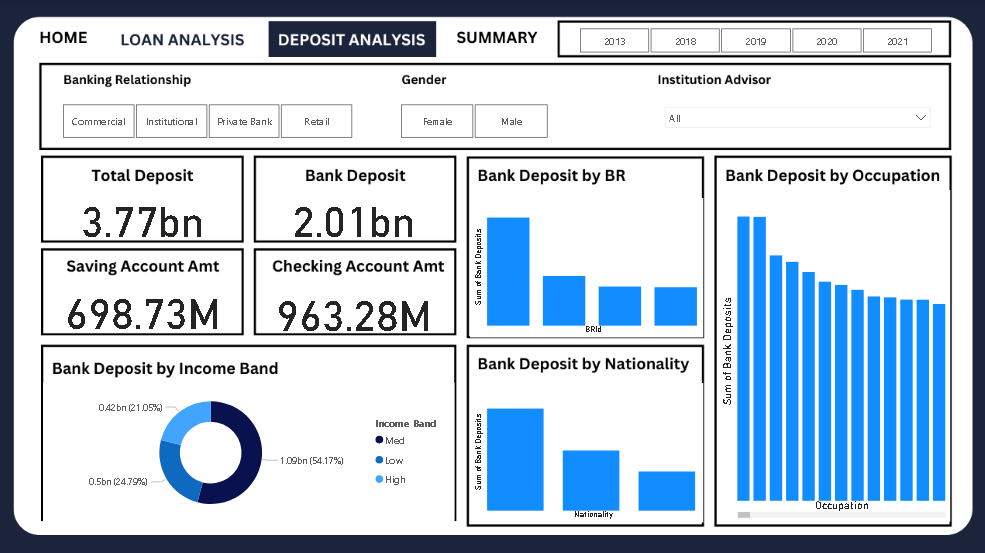 HOME LOAN ANALYSIS DEPOSIT ANALYSIS SUMMARY 2013 2018 2019 2020 2021
Banking Relationship Gender Institution Advisor
Commercial Institutional Private Bank Retail Female Male All
Total Deposit
3.77bn
Bank Deposit
2.01bn
Saving Account Amt
698.73M
Checking Account Amt
963.28M
Bank Deposit by BR
Sum of Bank Deposits
BRId
Bank Deposit by Occupation
Sum of Bank Deposits
Occupation
Bank Deposit by Income Band
0.42bn (21.05%)
0.5bn (24.79%)
1.09bn (54.17%)
Income Band
Med
Low
High
Bank Deposit by Nationality
Sum of Bank Deposits
Nationality